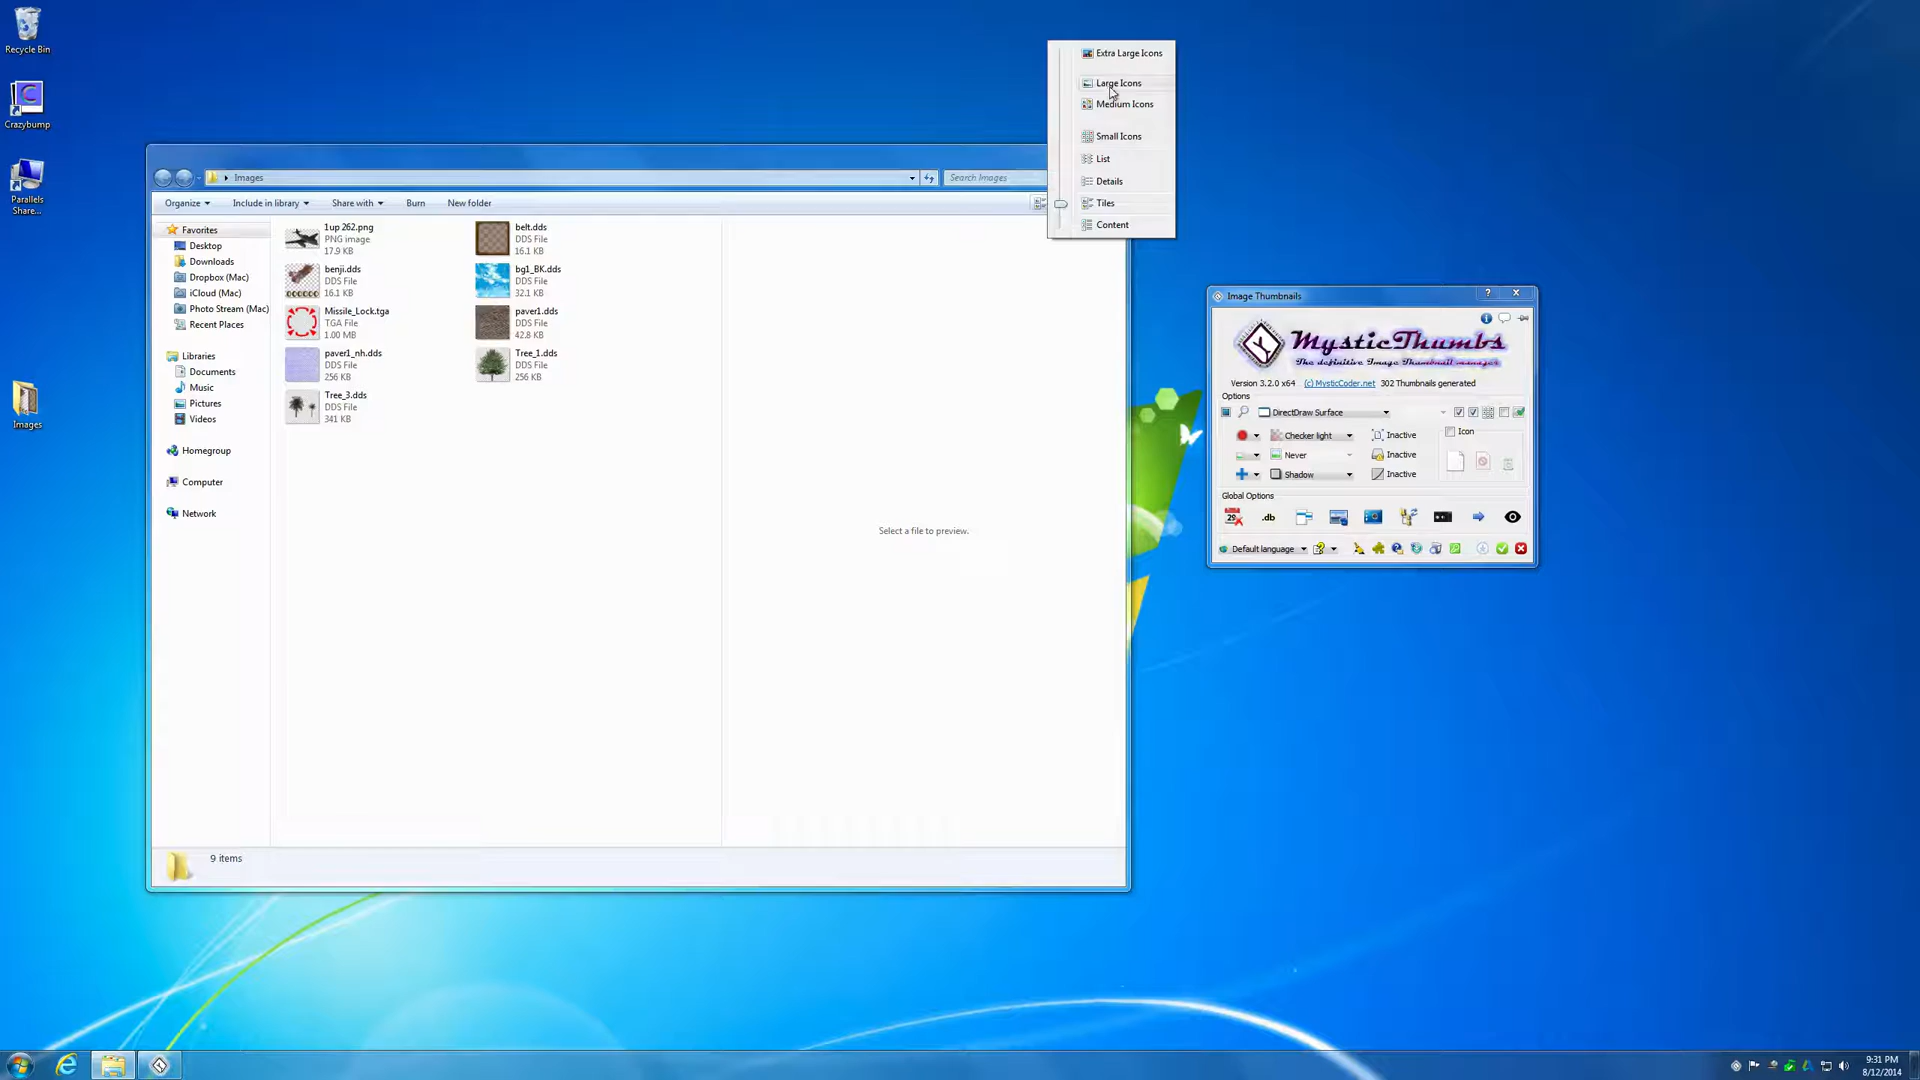 Recycle Bin
Crazybump
Parallels
Share...
Images
Extra Large Icons
Large Icons
Medium Icons
Small Icons
List
Details
Tiles
Content
Images
Search Images
Organize
Include in library
Share with
Burn
New folder
Favorites
Desktop
Downloads
Dropbox (Mac)
iCloud (Mac)
Photo Stream (Mac)
Recent Places
Libraries
Documents
Music
Pictures
Videos
Homegroup
Computer
Network
1up 262.png
PNG image
17.9 KB
belt.dds
DDS File
16.1 KB
benji.dds
DDS File
16.1 KB
bg1_BK.dds
DDS File
32.1 KB
Missile_Lock.tga
TGA File
1.00 MB
paver1.dds
DDS File
42.8 KB
paver1_nh.dds
DDS File
256 KB
Tree_1.dds
DDS File
256 KB
Tree_3.dds
DDS File
341 KB
Select a file to preview.
9 items
Image Thumbnails
MysticThumbs
The definitive Image Thumbnail manager
Version 3.2.0 x64 (c) MysticCoder.net 302 Thumbnails generated
Options
DirectDraw Surface
Checker light
Inactive
Icon
Never
Inactive
Shadow
Inactive
Global Options
29
.db
Default language
9:31 PM
8/12/2014